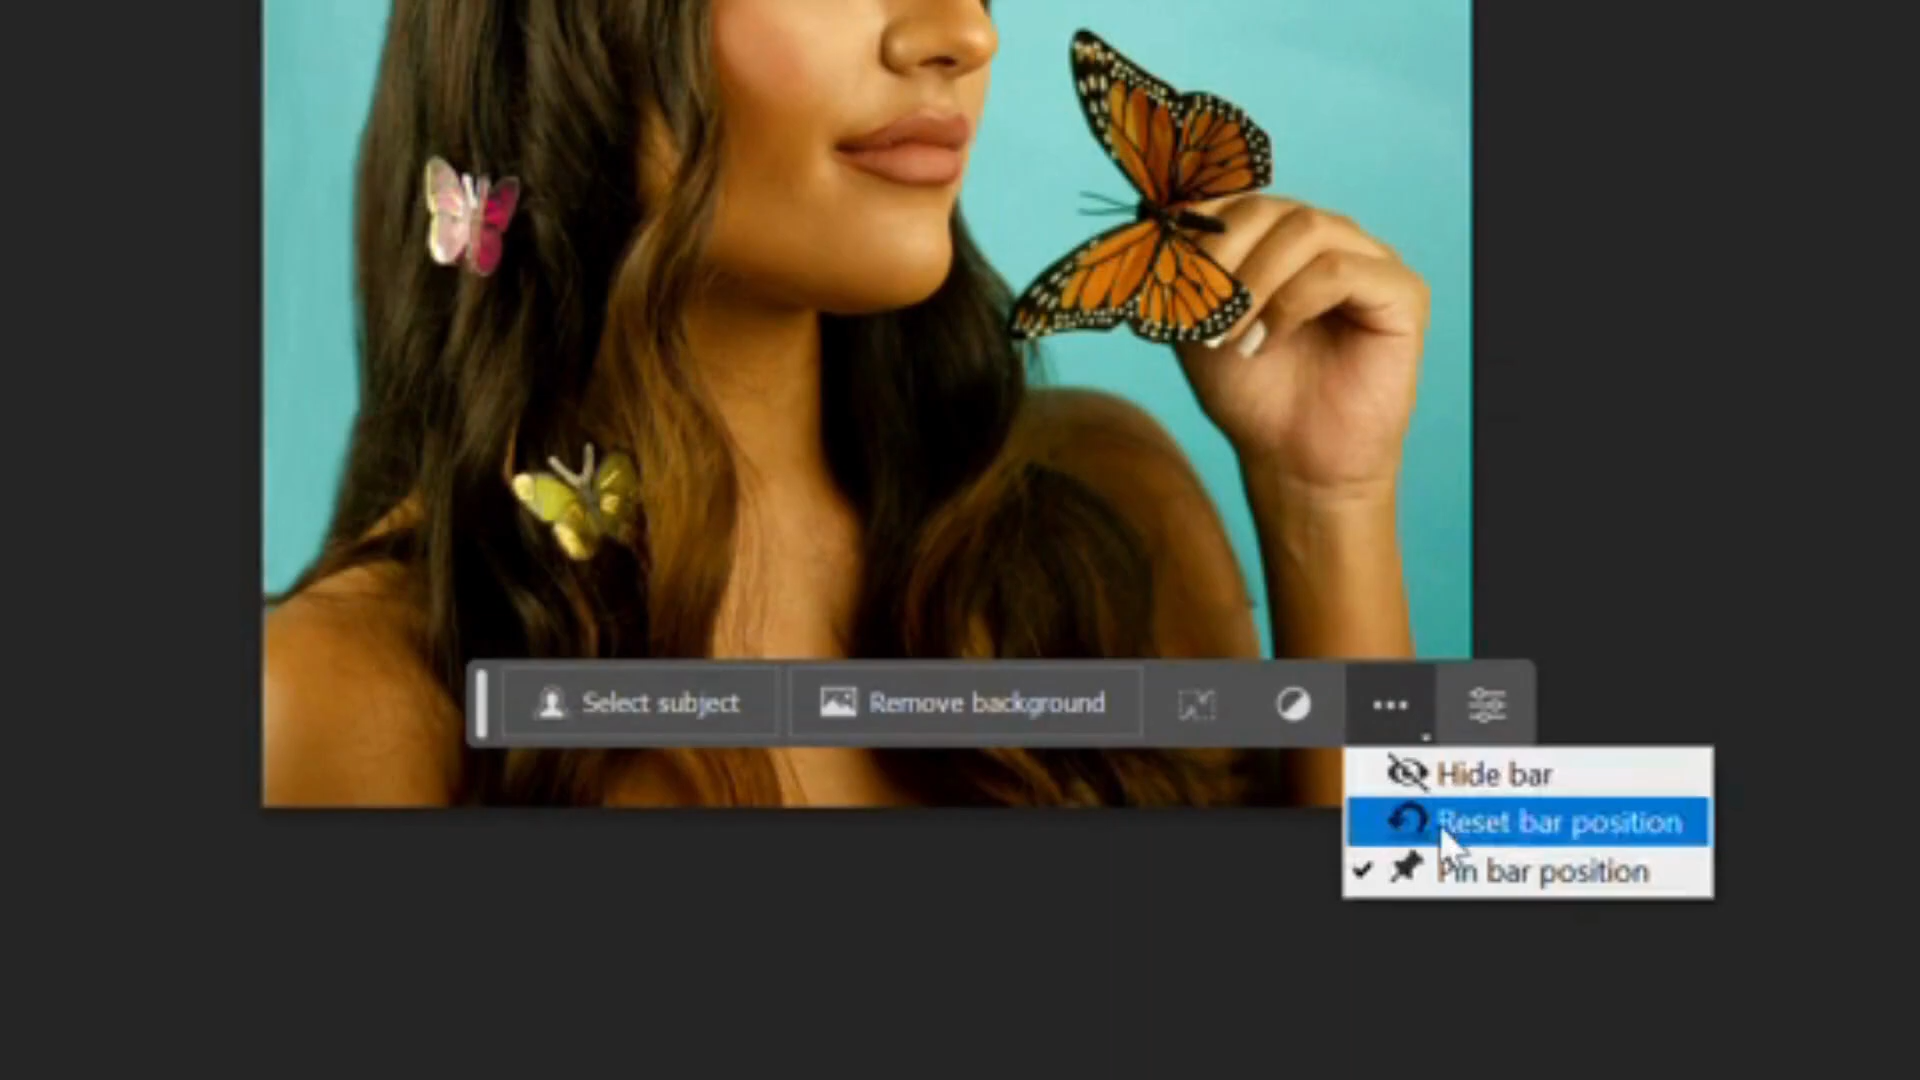 Select subject
Remove background
Hide bar
Reset bar position
Pin bar position